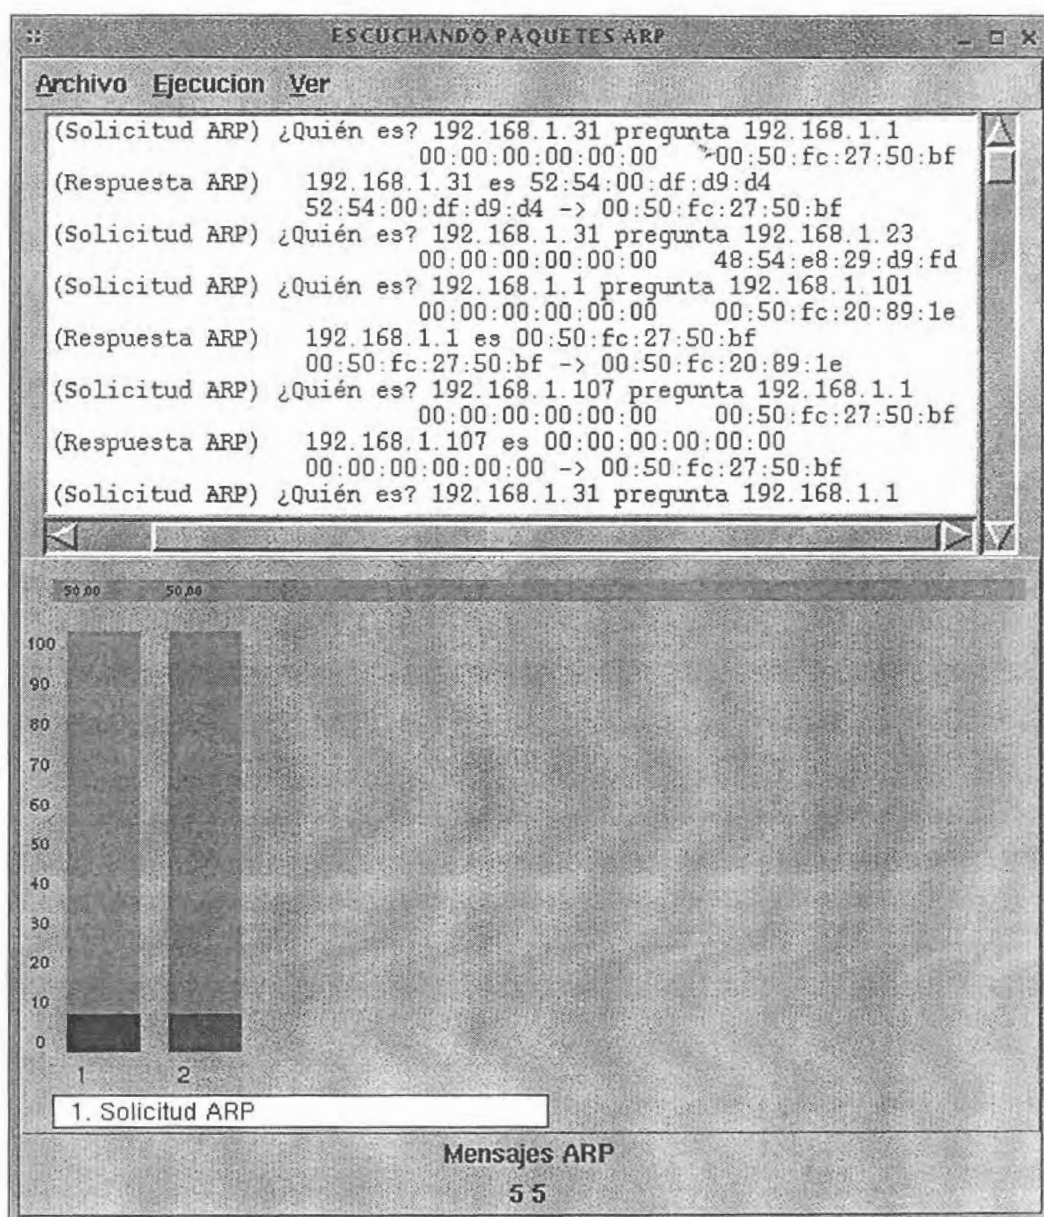 ESCUCHANDO PAQUETES ARP
Archivo Ejecucion Ver
(Solicitud ARP) ¿Quién es? 192.168.1.31 pregunta 192.168.1.1
00:00:00:00:00:00 00:50:fc:27:50:bf
(Respuesta ARP) 192.168.1.31 es 52:54:00:df:d9:d4
52:54:00:df:d9:d4 -> 00:50:fc:27:50:bf
(Solicitud ARP) ¿Quién es? 192.168.1.31 pregunta 192.168.1.23
00:00:00:00:00:00 48:54:e8:29:d9:fd
(Solicitud ARP) ¿Quién es? 192.168.1.1 pregunta 192.168.1.101
00:00:00:00:00:00 00:50:fc:20:89:1e
(Respuesta ARP) 192.168.1.1 es 00:50:fc:27:50:bf
00:50:fc:27:50:bf -> 00:50:fc:20:89:1e
(Solicitud ARP) ¿Quién es? 192.168.1.107 pregunta 192.168.1.1
00:00:00:00:00:00 00:50:fc:27:50:bf
(Respuesta ARP) 192.168.1.107 es 00:00:00:00:00:00
00:00:00:00:00:00 -> 00:50:fc:27:50:bf
(Solicitud ARP) ¿Quién es? 192.168.1.31 pregunta 192.168.1.1
50,00 50,00
100
90
80
70
60
50
40
30
20
10
0
1 2
1. Solicitud ARP
Mensajes ARP
5 5